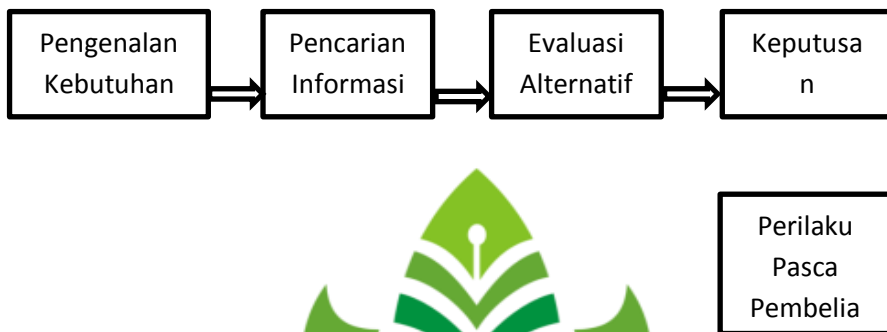 Pengenalan
Kebutuhan
Pencarian
Informasi
Evaluasi
Alternatif
Keputusa
n
Perilaku
Pasca
Pembelia